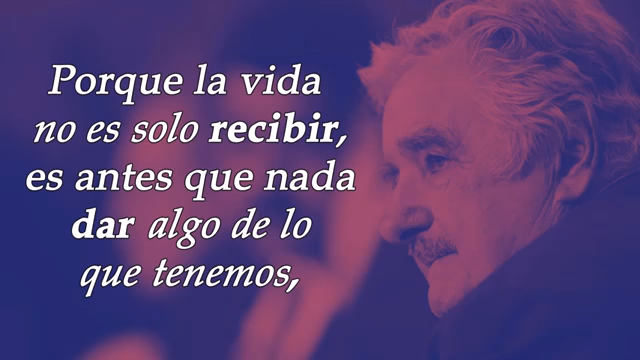 Porque la vida
no es solo recibir,
es antes que nada
dar algo de lo
que tenemos,